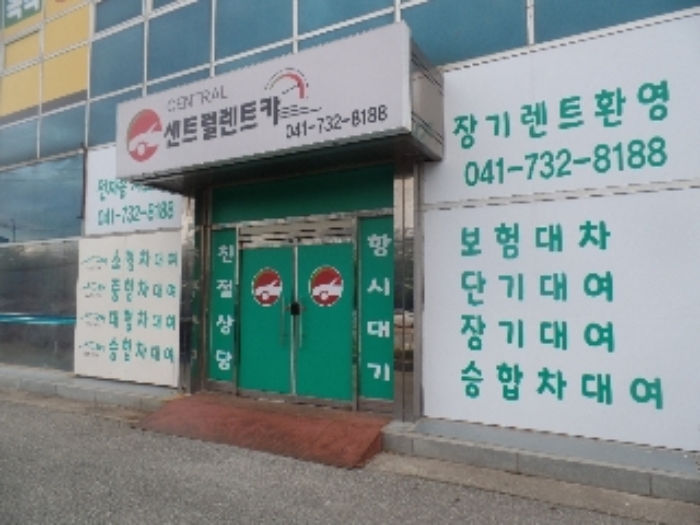 CENTRAL
센트럴렌트카
041-732-8188
장기렌트환영
041-732-8188
041-732-8188
소형차대여
중형차대여
대형차대여
승합차대여
친절상담
항시대기
보험대차
단기대여
장기대여
승합차대여